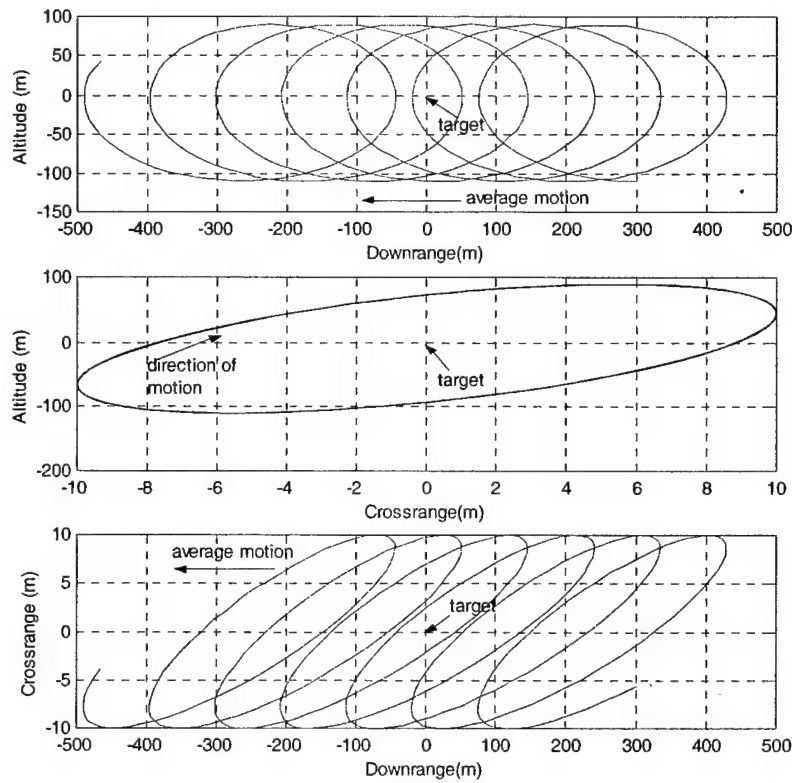 100
50
0
-50
-100
-150
Altitude (m)
target
average motion
-500 -400 -300 -200 -100 0 100 200 300 400 500
Downrange(m)
100
0
-100
-200
Altitude (m)
direction of
motion
target
-10 -8 -6 -4 -2 0 2 4 6 8 10
Crossrange(m)
10
5
0
-5
-10
Crossrange (m)
average motion
target
-500 -400 -300 -200 -100 0 100 200 300 400 500
Downrange(m)